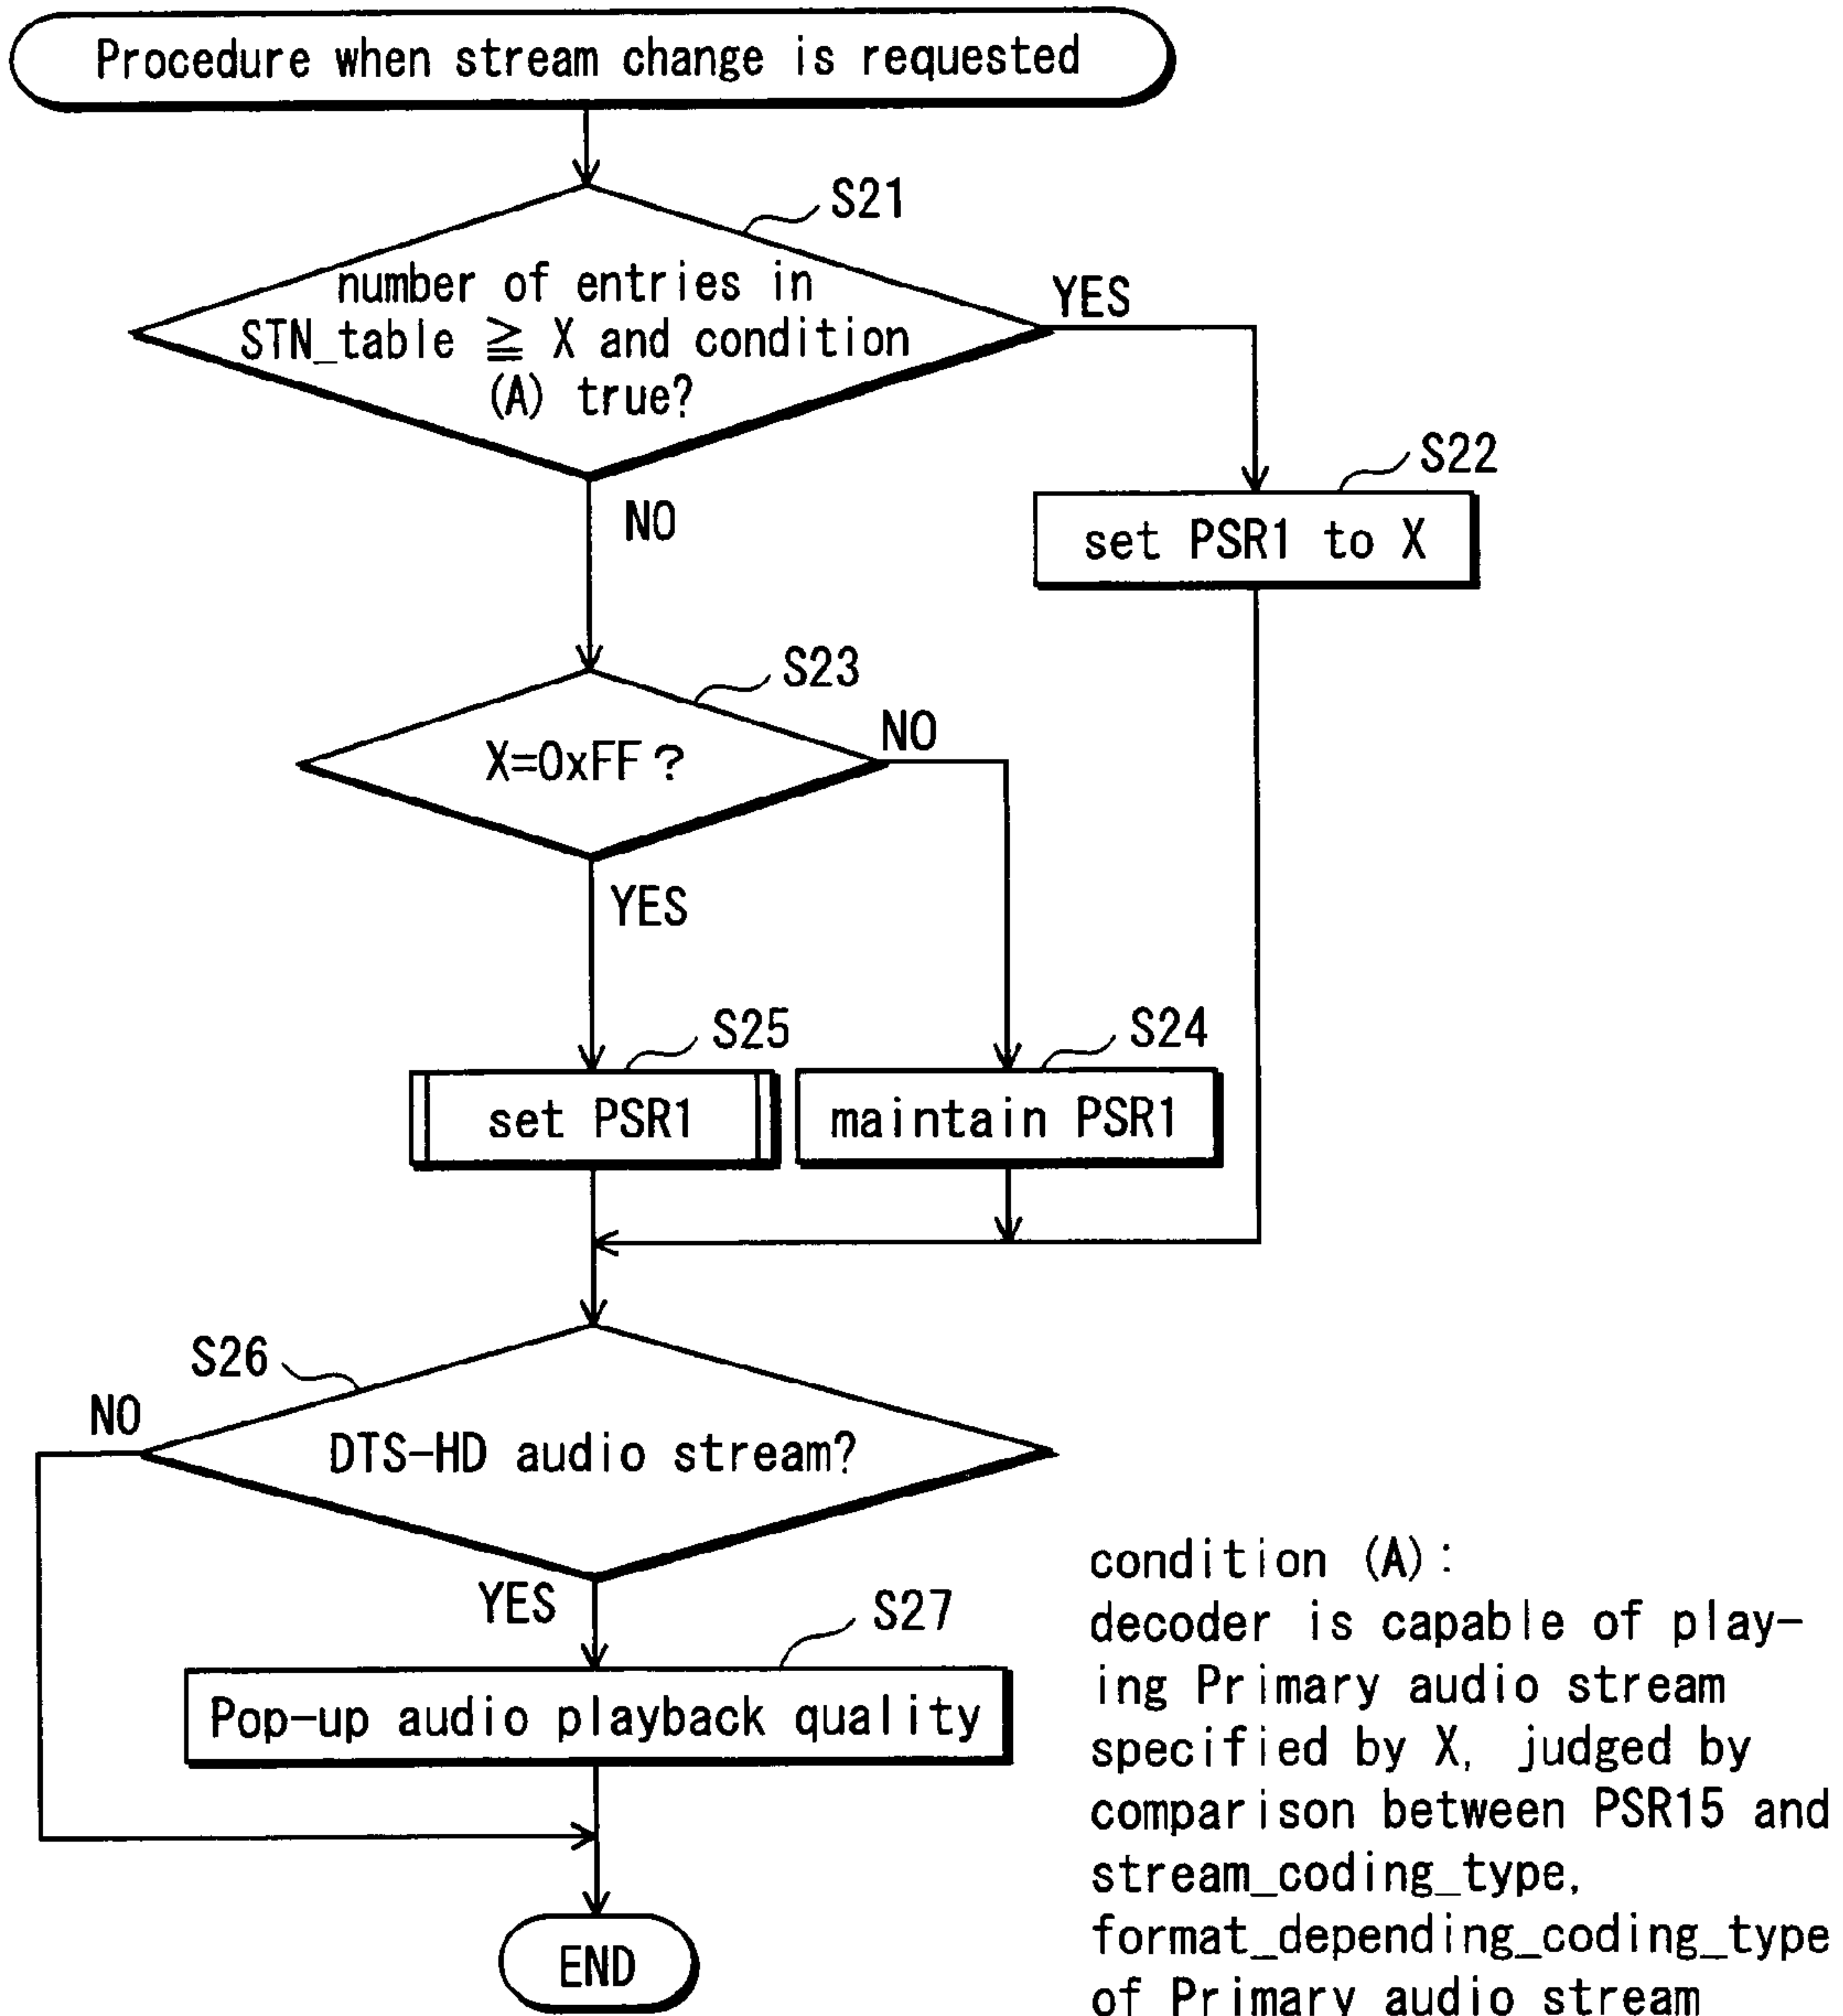 Procedure when stream change is requested
S21
number of entries in
STN_table ≧ X and condition
(A) true?
YES
NO
S22
set PSR1 to X
S23
X=0xFF?
NO
YES
S25
set PSR1
S24
maintain PSR1
S26
NO
DTS-HD audio stream?
YES
S27
Pop-up audio playback quality
END
condition (A):
decoder is capable of play-
ing Primary audio stream
specified by X, judged by
comparison between PSR15 and
stream_coding_type,
format_depending_coding_type
of Primary audio stream